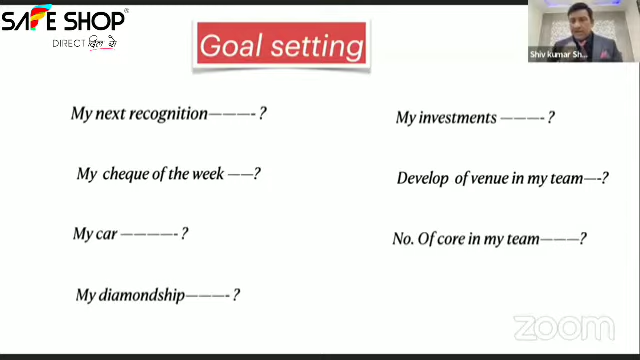 SAFE SHOP
DIRECT दिल से
Goal setting
My next recognition————- ?
My cheque of the week ——?
My car —————- ?
My diamondship————- ?
My investments ————- ?
Develop of venue in my team—-?
No. Of core in my team———?
Shiv kumar Sh...
zoom